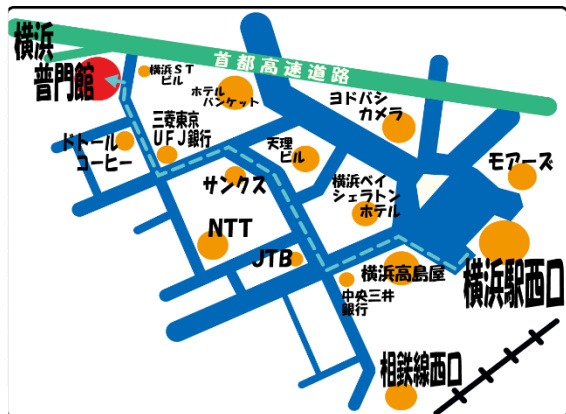 首都高速道路
横浜
普門館
横浜ST
ビル
ホテル
バンケット
ヨドバシ
カメラ
ドトール
コーヒー
三菱東京
UFJ銀行
天理
ビル
モアーズ
サンクス
横浜ベイ
シェラトン
ホテル
NTT
JTB
横浜高島屋
横浜駅西口
中央三井
銀行
相鉄線西口